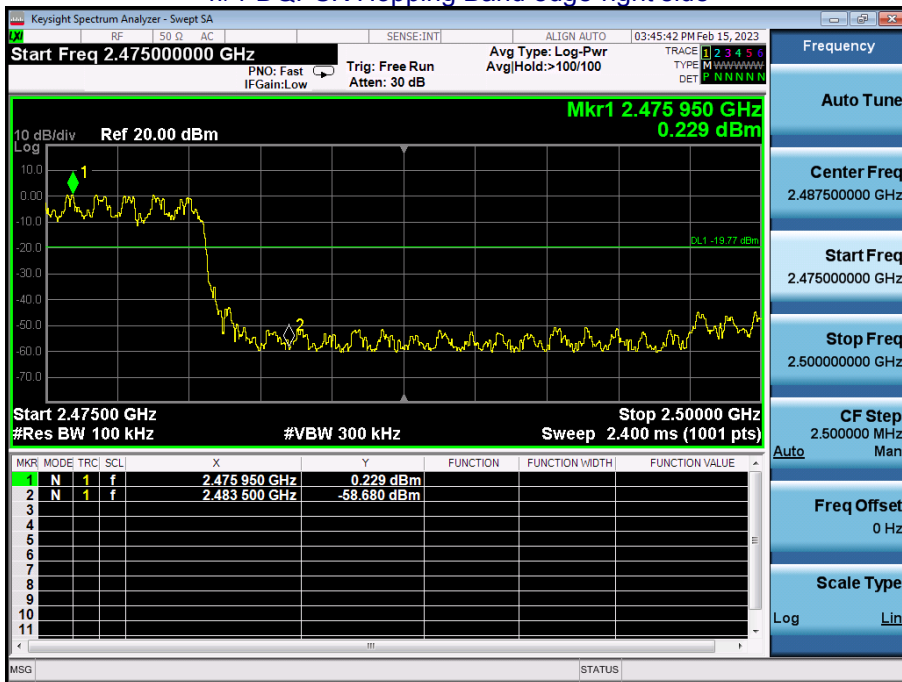 Hopping Band edge right side
Keysight Spectrum Analyzer - Swept SA
LXI RF 50 Ω AC SENSE:INT ALIGN AUTO 03:45:42 PM Feb 15, 2023
Start Freq 2.475000000 GHz
PNO: Fast
IFGain:Low
Trig: Free Run
Atten: 30 dB
Avg Type: Log-Pwr
Avg|Hold:>100/100
TRACE 1 2 3 4 5 6
TYPE M WWWWW
DET P N N N N N
Mkr1 2.475 950 GHz
0.229 dBm
10 dB/div Ref 20.00 dBm
Log
10.0
0.00
-10.0
-20.0
-30.0
-40.0
-50.0
-60.0
-70.0
1
2
DL1 -19.77 dBm
Start 2.47500 GHz Stop 2.50000 GHz
#Res BW 100 kHz #VBW 300 kHz Sweep 2.400 ms (1001 pts)
MKR MODE TRC SCL X Y FUNCTION FUNCTION WIDTH FUNCTION VALUE
1 N 1 f 2.475 950 GHz 0.229 dBm
2 N 1 f 2.483 500 GHz -58.680 dBm
3
4
5
6
7
8
9
10
11
MSG STATUS
Frequency
Auto Tune
Center Freq
2.487500000 GHz
Start Freq
2.475000000 GHz
Stop Freq
2.500000000 GHz
CF Step
2.500000 MHz
Auto Man
Freq Offset
0 Hz
Scale Type
Log Lin